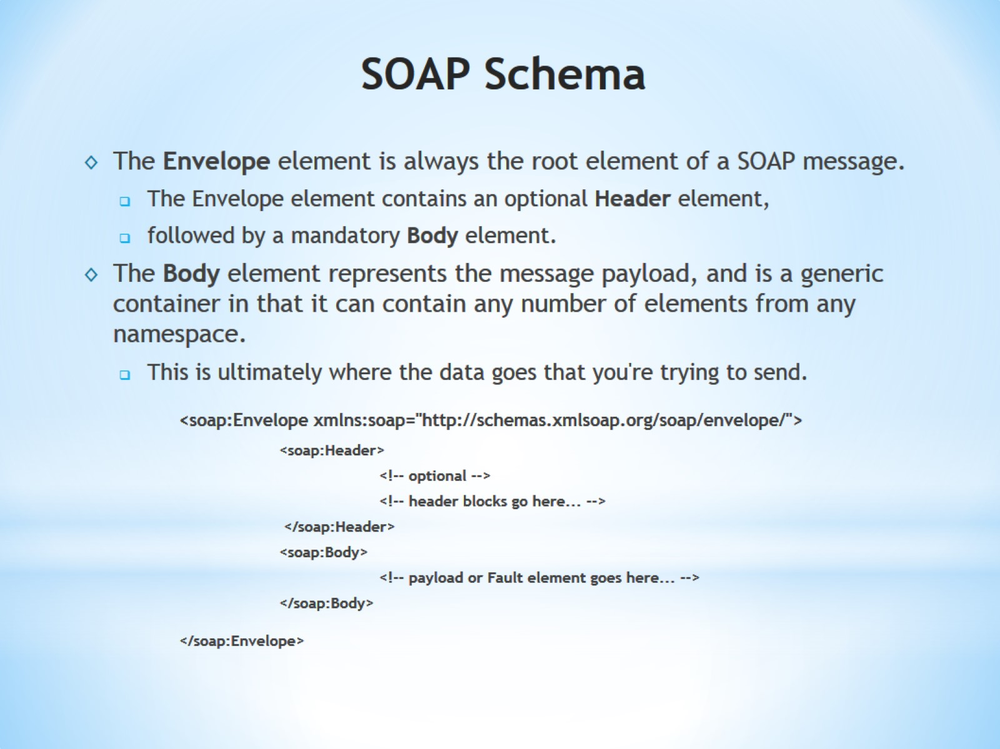 SOAP Schema
◊ The Envelope element is always the root element of a SOAP message.
❑ The Envelope element contains an optional Header element,
❑ followed by a mandatory Body element.
◊ The Body element represents the message payload, and is a generic
container in that it can contain any number of elements from any
namespace.
❑ This is ultimately where the data goes that you're trying to send.
<soap:Envelope xmlns:soap="http://schemas.xmlsoap.org/soap/envelope/">
<soap:Header>
<!-- optional -->
<!-- header blocks go here... -->
</soap:Header>
<soap:Body>
<!-- payload or Fault element goes here... -->
</soap:Body>
</soap:Envelope>